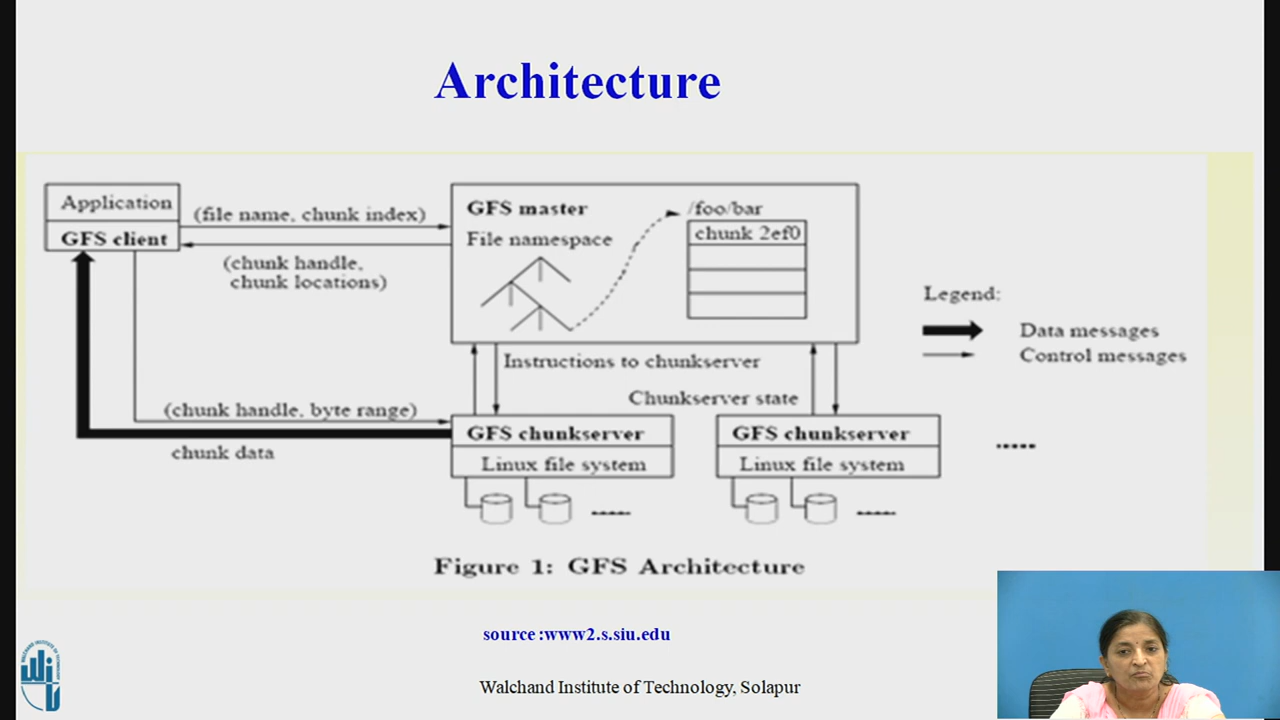 Architecture
Application
GFS client
(file name, chunk index)
(chunk handle,
chunk locations)
GFS master
File namespace
/foo/bar
chunk 2ef0
Legend:
Data messages
Control messages
Instructions to chunkserver
Chunkserver state
(chunk handle, byte range)
chunk data
GFS chunkserver
Linux file system
GFS chunkserver
Linux file system
Figure 1: GFS Architecture
source :www2.s.siu.edu
Walchand Institute of Technology, Solapur